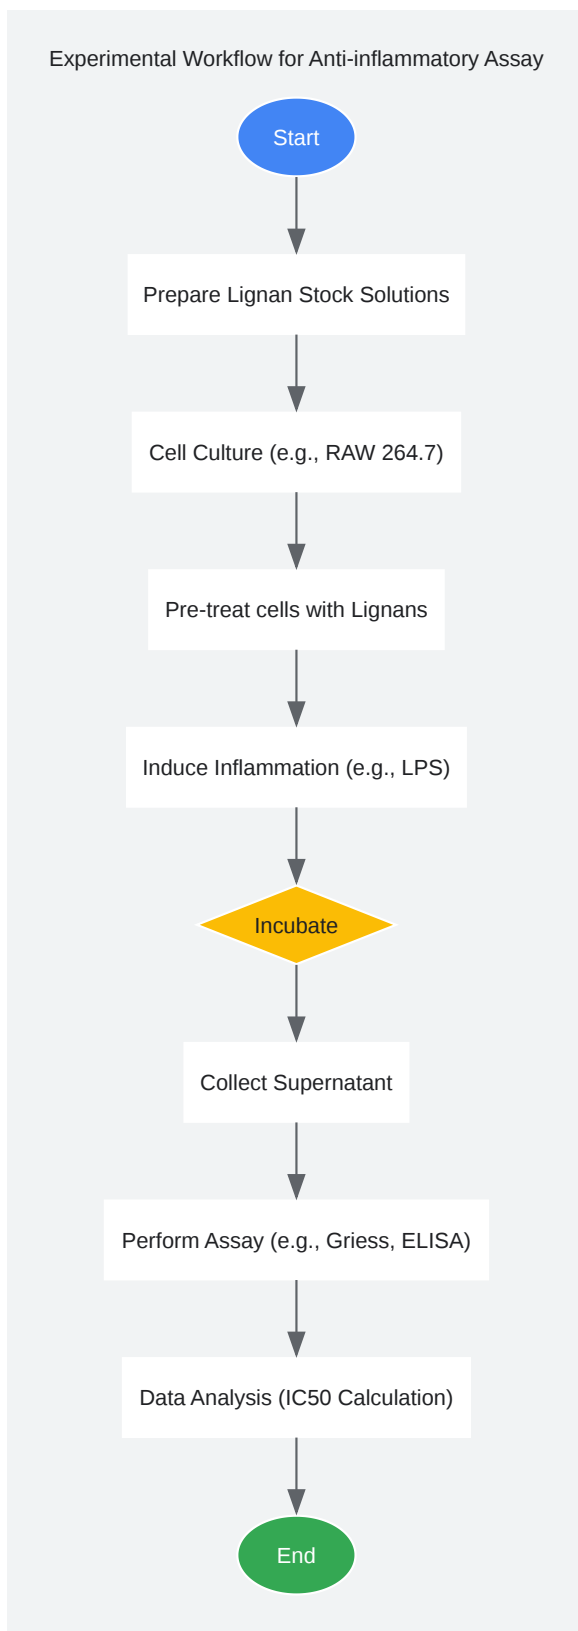 Experimental Workflow for Anti-inflammatory Assay
Start
Prepare Lignan Stock Solutions
Cell Culture (e.g., RAW 264.7)
Pre-treat cells with Lignans
Induce Inflammation (e.g., LPS)
Incubate
Collect Supernatant
Perform Assay (e.g., Griess, ELISA)
Data Analysis (IC50 Calculation)
End